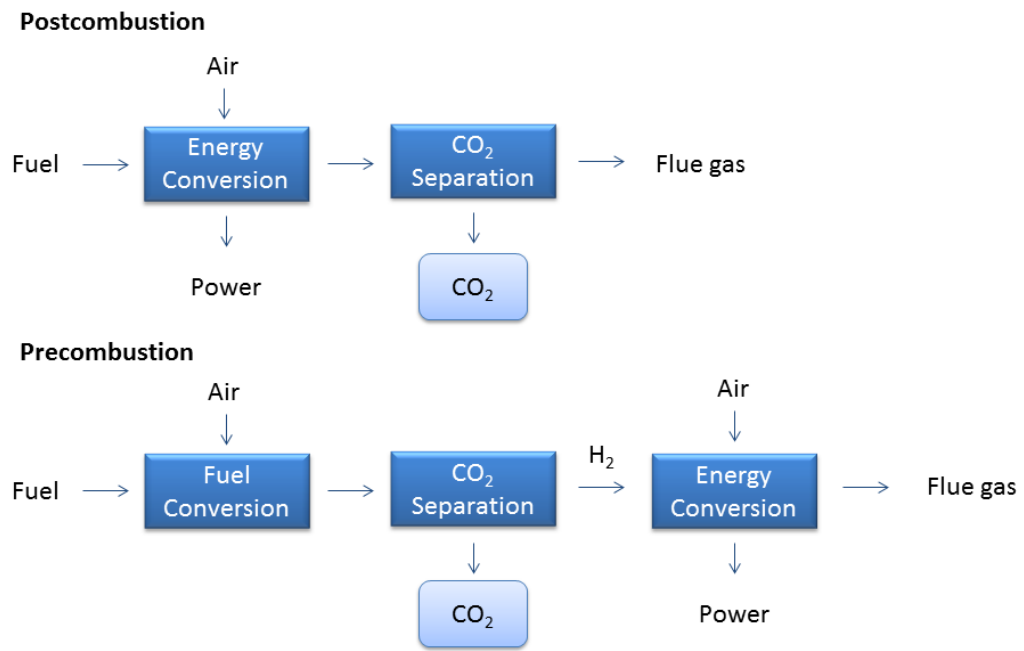 Postcombustion
Air
Fuel
Energy
Conversion
CO₂
Separation
Flue gas
Power
CO₂
Precombustion
Air
Air
Fuel
Fuel
Conversion
CO₂
Separation
H₂
Energy
Conversion
Flue gas
CO₂
Power